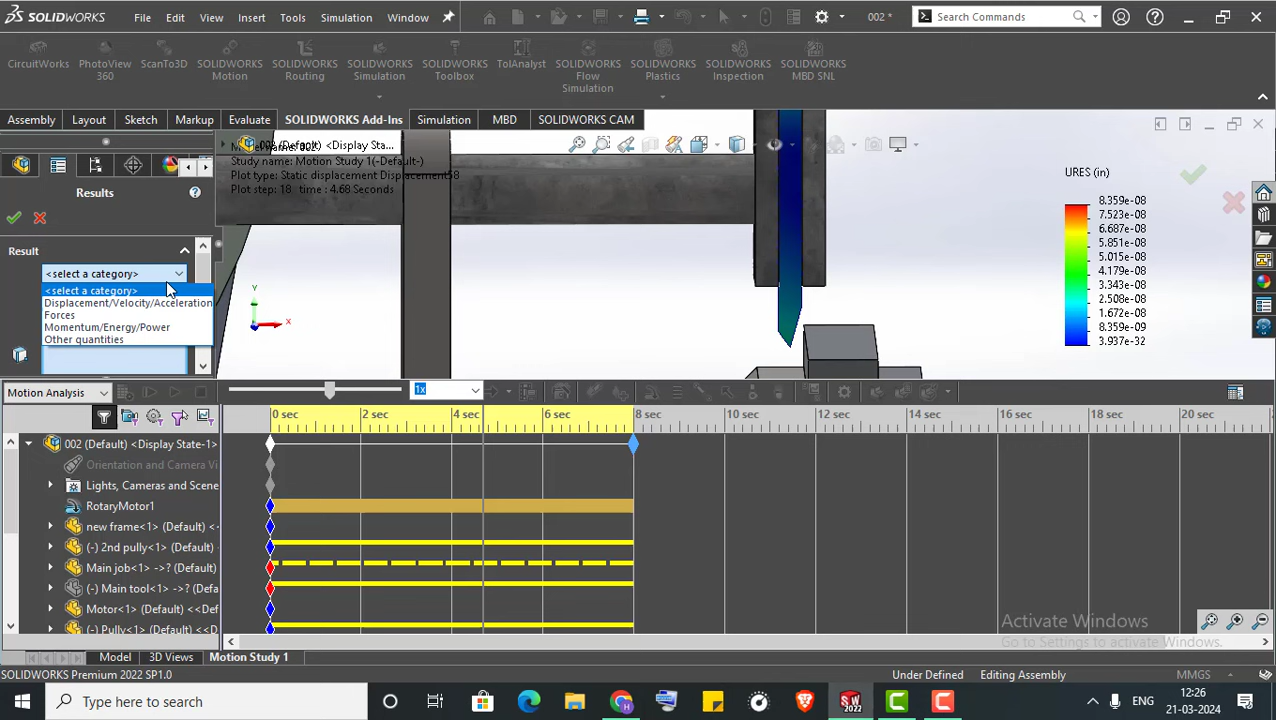 SOLIDWORKS File Edit View Insert Tools Simulation Window 002 * Search Commands
CircuitWorks PhotoView 360 ScanTo3D SOLIDWORKS Motion SOLIDWORKS Routing SOLIDWORKS Simulation SOLIDWORKS Toolbox TolAnalyst SOLIDWORKS Flow Simulation SOLIDWORKS Plastics SOLIDWORKS Inspection SOLIDWORKS MBD SNL
Assembly Layout Sketch Markup Evaluate SOLIDWORKS Add-Ins Simulation MBD SOLIDWORKS CAM
(Default) <Display Sta...
Study name: Motion Study 1(-Default-)
Plot type: Static displacement Displacement58
Plot step: 18 time : 4.68 Seconds
Results
Result
<select a category>
<select a category>
Displacement/Velocity/Acceleration
Forces
Momentum/Energy/Power
Other quantities
Y
X
URES (in)
8.359e-08
7.523e-08
6.687e-08
5.851e-08
5.015e-08
4.179e-08
3.343e-08
2.508e-08
1.672e-08
8.359e-09
3.937e-32
Motion Analysis 1x
0 sec 2 sec 4 sec 6 sec 8 sec 10 sec 12 sec 14 sec 16 sec 18 sec 20 sec
002 (Default) <Display State-1>
Orientation and Camera Vi
Lights, Cameras and Scene
RotaryMotor1
new frame<1> (Default) <<
(-) 2nd pully<1> (Default)
Main job<1> ->? (Default)
(-) Main tool<1> ->? (Def
Motor<1> (Default) <<Def
(-) Pully<1> (Default) <<D
Activate Windows
Go to Settings to activate Windows.
Model 3D Views Motion Study 1
SOLIDWORKS Premium 2022 SP1.0 Under Defined Editing Assembly MMGS
Type here to search SW 2022 ENG 12:26
21-03-2024